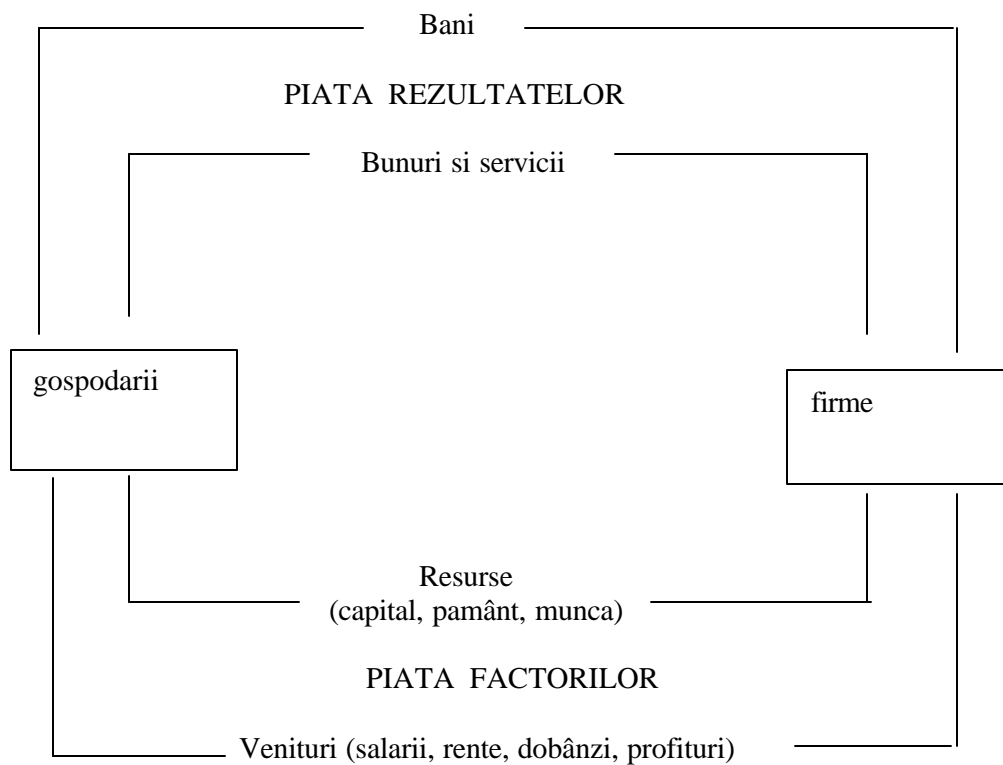 Bani
PIATA REZULTATELOR
Bunuri si servicii
gospodarii
firme
Resurse
(capital, pamânt, munca)
PIATA FACTORILOR
Venituri (salarii, rente, dobânzi, profituri)